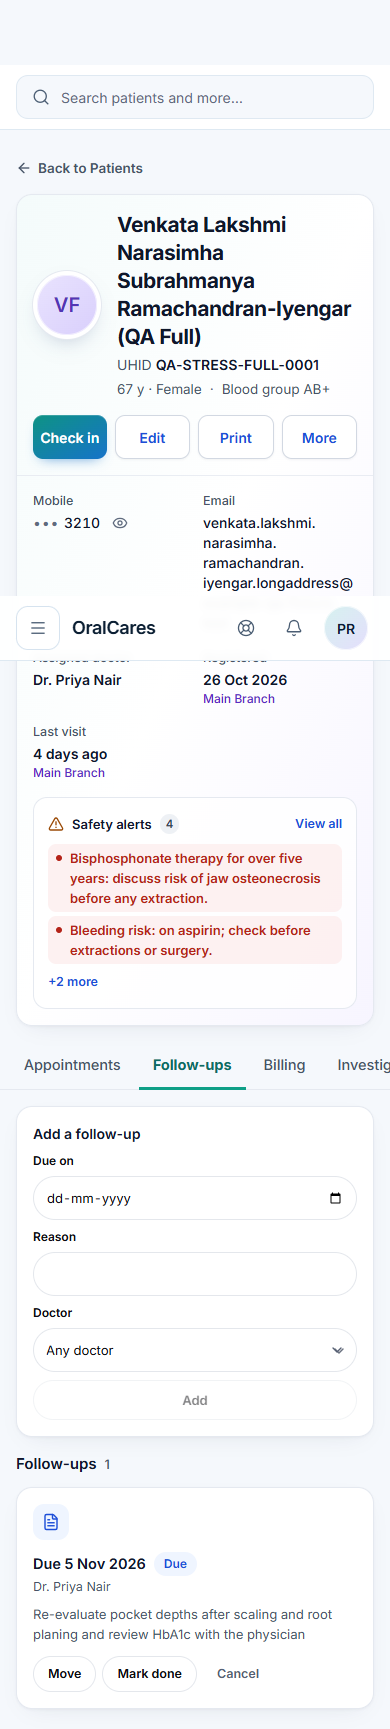 Search patients and more...
Back to Patients
VF
Venkata Lakshmi
Narasimha
Subrahmanya
Ramachandran-Iyengar
(QA Full)
UHID QA-STRESS-FULL-0001
67 y · Female · Blood group AB+
Check in
Edit
Print
More
Mobile
••• 3210
Email
venkata.lakshmi.
narasimha.
ramachandran.
iyengar.longaddress@
OralCares
PR
Dr. Priya Nair
26 Oct 2026
Main Branch
Last visit
4 days ago
Main Branch
Safety alerts 4
View all
• Bisphosphonate therapy for over five
years: discuss risk of jaw osteonecrosis
before any extraction.
• Bleeding risk: on aspirin; check before
extractions or surgery.
+2 more
Appointments
Follow-ups
Billing
Investig
Add a follow-up
Due on
dd-mm-yyyy
Reason
Doctor
Any doctor
Add
Follow-ups 1
Due 5 Nov 2026
Due
Dr. Priya Nair
Re-evaluate pocket depths after scaling and root
planing and review HbA1c with the physician
Move
Mark done
Cancel